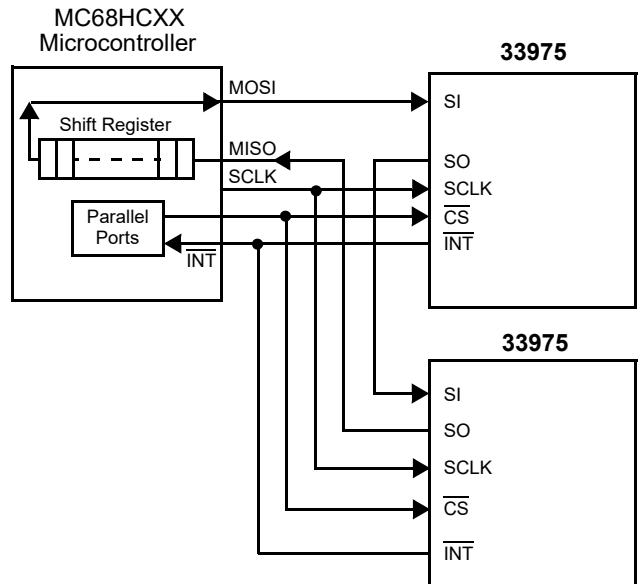 MC68HCXX
Microcontroller
33975
MOSI
SI
Shift Register
MISO
SO
SCLK
SCLK
Parallel
Ports
CS
INT
INT
33975
SI
SO
SCLK
CS
INT